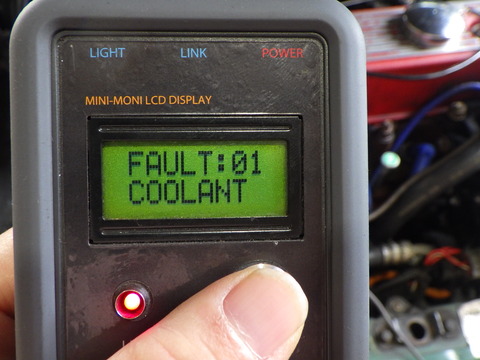 LIGHT LINK POWER
MINI-MONI LCD DISPLAY
FAULT:01
COOLANT